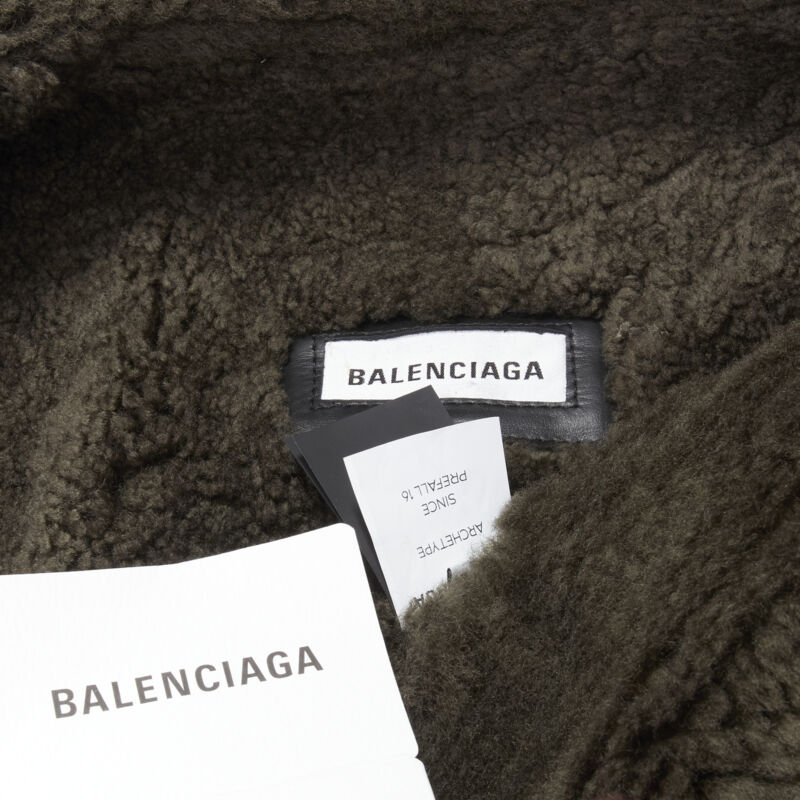 BALENCIAGA
ARCHETYPE
SINCE
PREFALL 16
BALENCIAGA